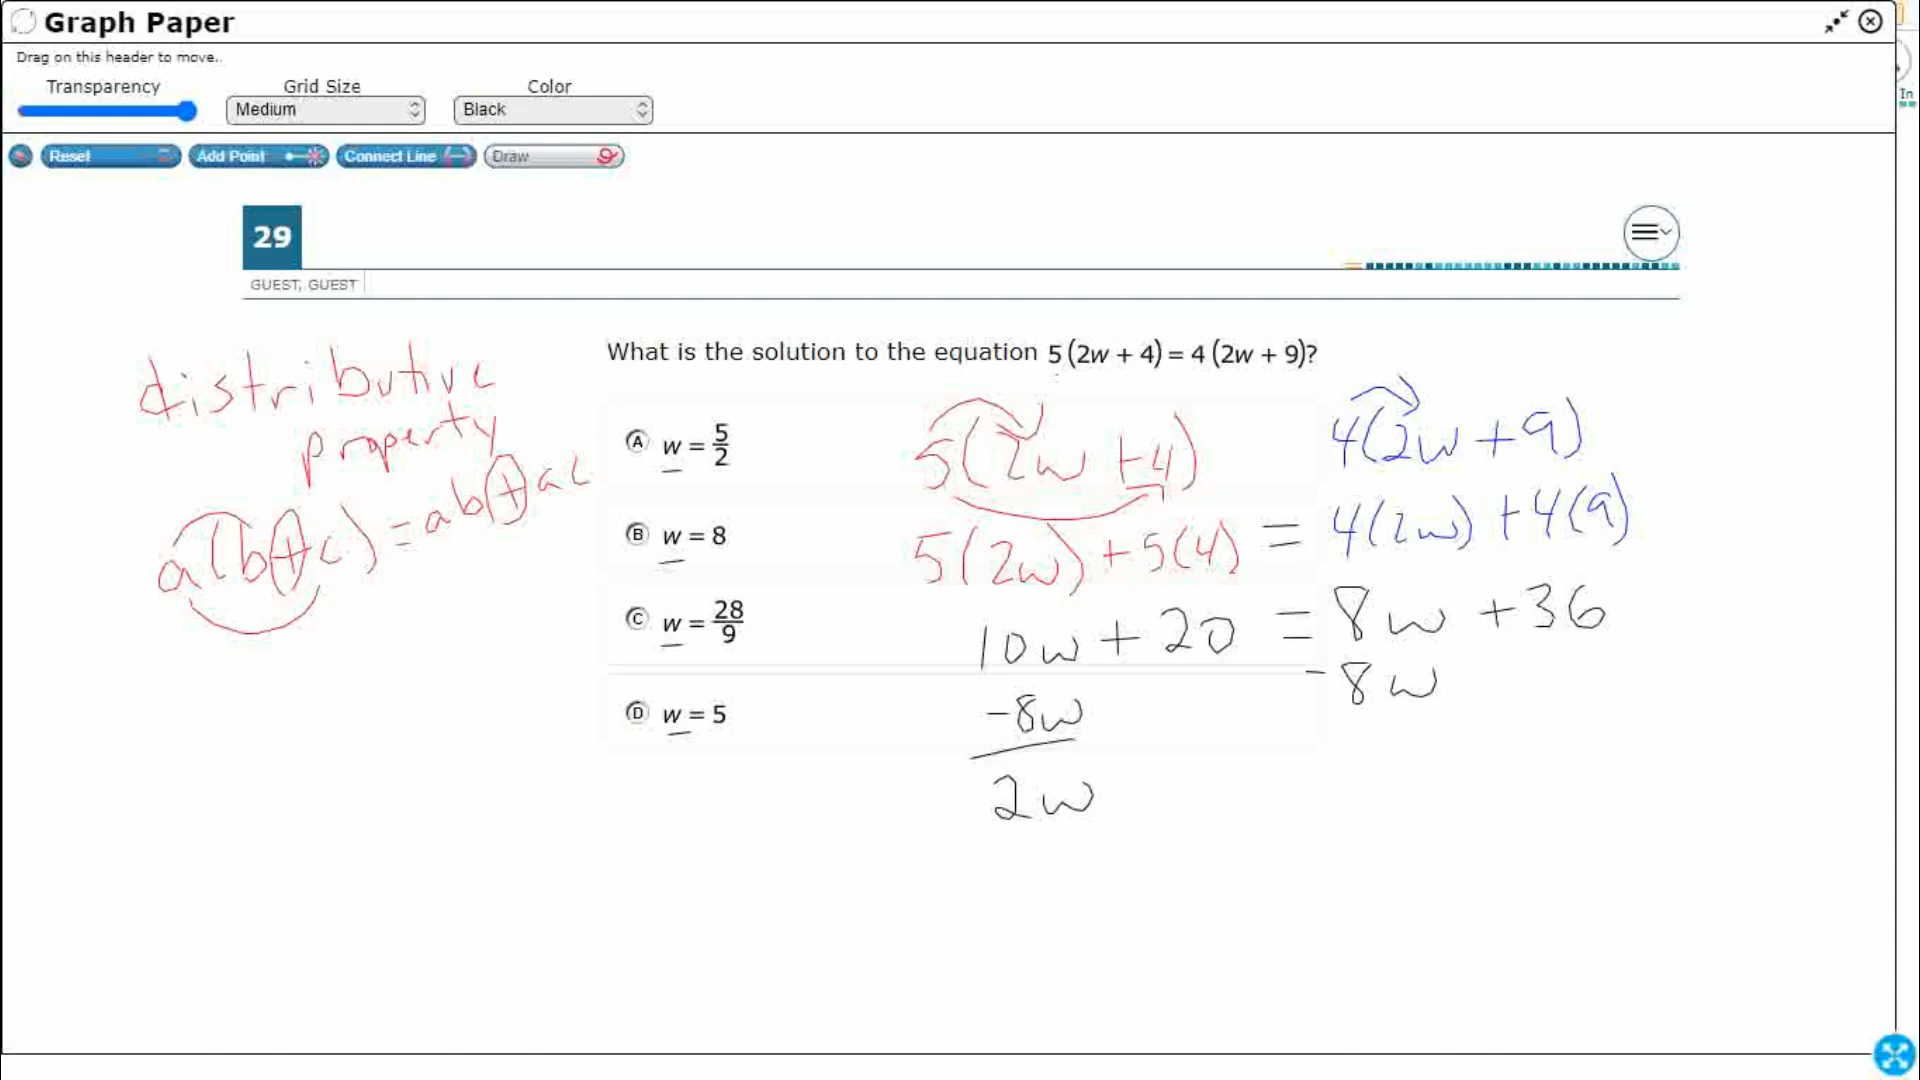 Graph Paper
Drag on this header to move..
Transparency
Grid Size
Color
Medium
Black
Reset
Add Point
Connect Line
Draw
In
29
GUEST, GUEST
What is the solution to the equation 5(2w + 4) = 4(2w + 9)?
A w = 5/2
B w = 8
C w = 28/9
D w = 5
distributive
property
a(b+c) = ab+ac
5(2w +4)
4(2w +9)
5(2w) +5(4) = 4(2w) +4(9)
10w + 20 = 8w +36
-8w
-8w
2w